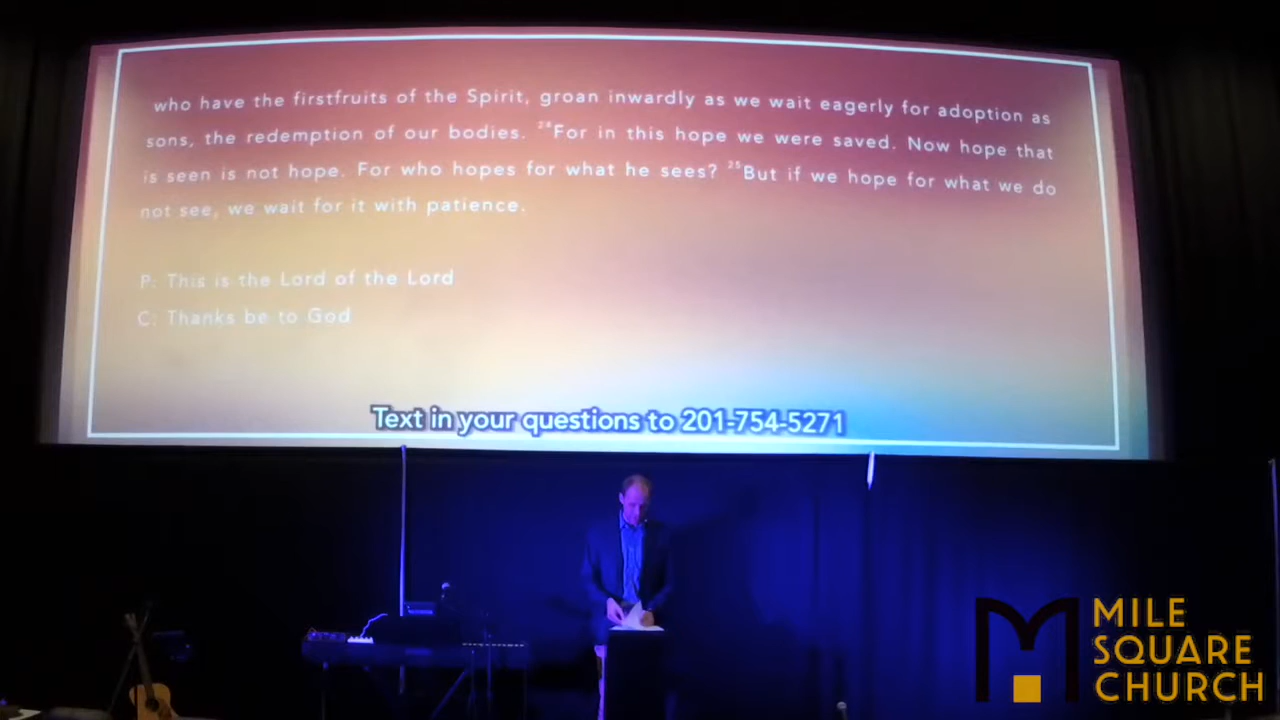 who have the firstfruits of the Spirit, groan inwardly as we wait eagerly for adoption as
sons, the redemption of our bodies. ²⁴For in this hope we were saved. Now hope that
is seen is not hope. For who hopes for what he sees? ²⁵But if we hope for what we do
not see, we wait for it with patience.
P: This is the Lord of the Lord
C: Thanks be to God
Text in your questions to 201-754-5271
MILE
SQUARE
CHURCH